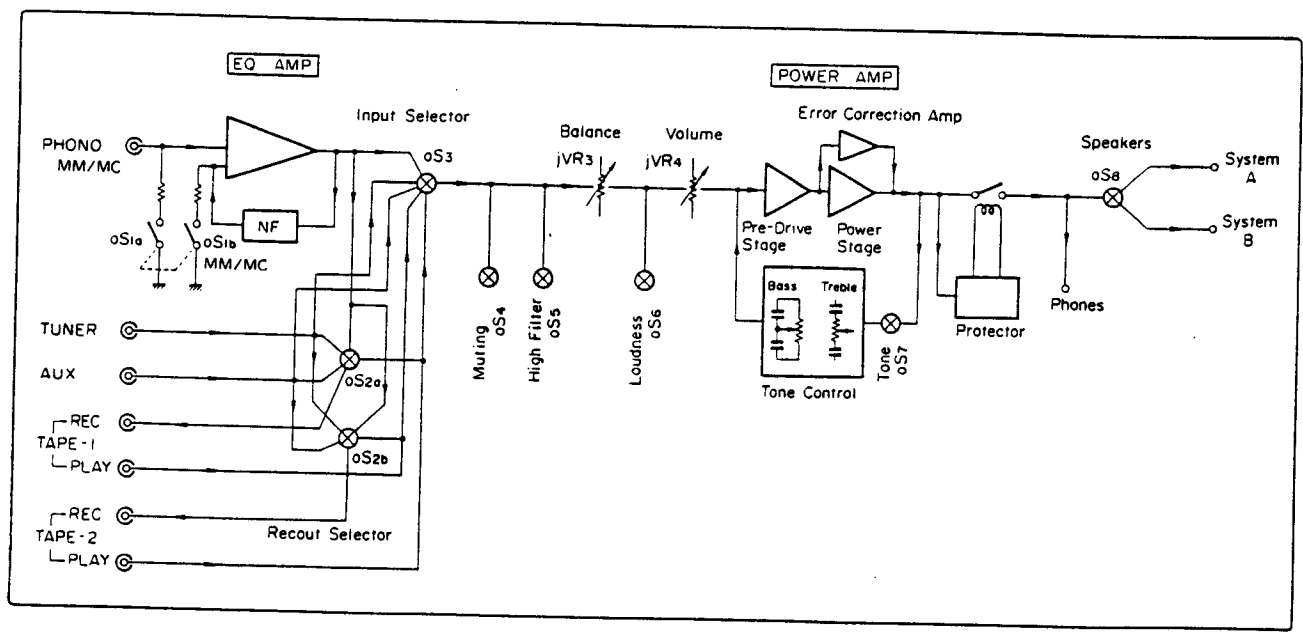 EQ AMP
POWER AMP
Input Selector
Error Correction Amp
PHONO
MM/MC
oS3
Balance
jVR3
Volume
jVR4
Speakers
oS8
System
A
System
B
NF
oS1a
oS1b
MM/MC
Pre-Drive
Stage
Power
Stage
Phones
Protector
Bass
Treble
Tone Control
Tone
oS7
Muting
oS4
High Filter
oS5
Loudness
oS6
TUNER
AUX
oS2a
REC
TAPE-1
PLAY
oS2b
REC
TAPE-2
PLAY
Recout Selector